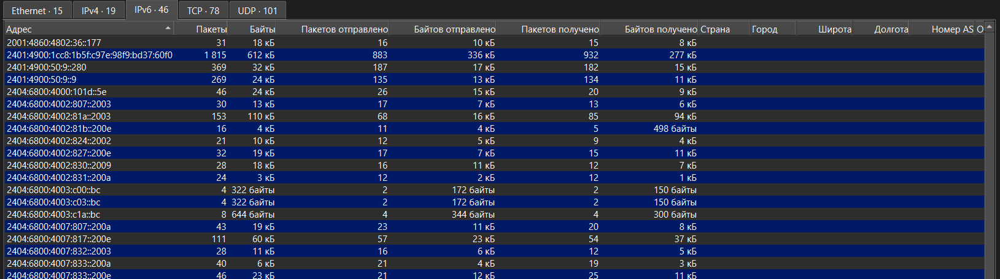 Ethernet · 15 IPv4 · 19 IPv6 · 46 TCP · 78 UDP · 101
Адрес Пакеты Байты Пакетов отправлено Байтов отправлено Пакетов получено Байтов получено Страна Город Широта Долгота Номер AS О
2001:4860:4802:36::177 31 18 кБ 16 10 кБ 15 8 кБ
2401:4900:1cc8:1b5f:c97e:98f9:bd37:60f0 1 815 612 кБ 883 336 кБ 932 277 кБ
2401:4900:50:9::280 369 32 кБ 187 17 кБ 182 15 кБ
2401:4900:50:9::9 269 24 кБ 135 13 кБ 134 11 кБ
2404:6800:4000:101d::5e 46 24 кБ 26 15 кБ 20 9 кБ
2404:6800:4002:807::2003 30 13 кБ 17 7 кБ 13 6 кБ
2404:6800:4002:81a::2003 153 110 кБ 68 16 кБ 85 94 кБ
2404:6800:4002:81b::200e 16 4 кБ 11 4 кБ 5 498 байты
2404:6800:4002:824::2002 21 10 кБ 12 5 кБ 9 4 кБ
2404:6800:4002:827::200e 32 19 кБ 17 7 кБ 15 11 кБ
2404:6800:4002:830::2009 28 18 кБ 16 11 кБ 12 7 кБ
2404:6800:4002:831::200a 24 3 кБ 12 2 кБ 12 1 кБ
2404:6800:4003:c00::bc 4 322 байты 2 172 байты 2 150 байты
2404:6800:4003:c03::bc 4 322 байты 2 172 байты 2 150 байты
2404:6800:4003:c1a::bc 8 644 байты 4 344 байты 4 300 байты
2404:6800:4007:807::200a 43 19 кБ 23 11 кБ 20 8 кБ
2404:6800:4007:817::200e 111 60 кБ 57 23 кБ 54 37 кБ
2404:6800:4007:832::2003 28 11 кБ 16 6 кБ 12 5 кБ
2404:6800:4007:833::200a 40 6 кБ 21 4 кБ 19 3 кБ
2404:6800:4007:833::200e 46 23 кБ 21 12 кБ 25 11 кБ